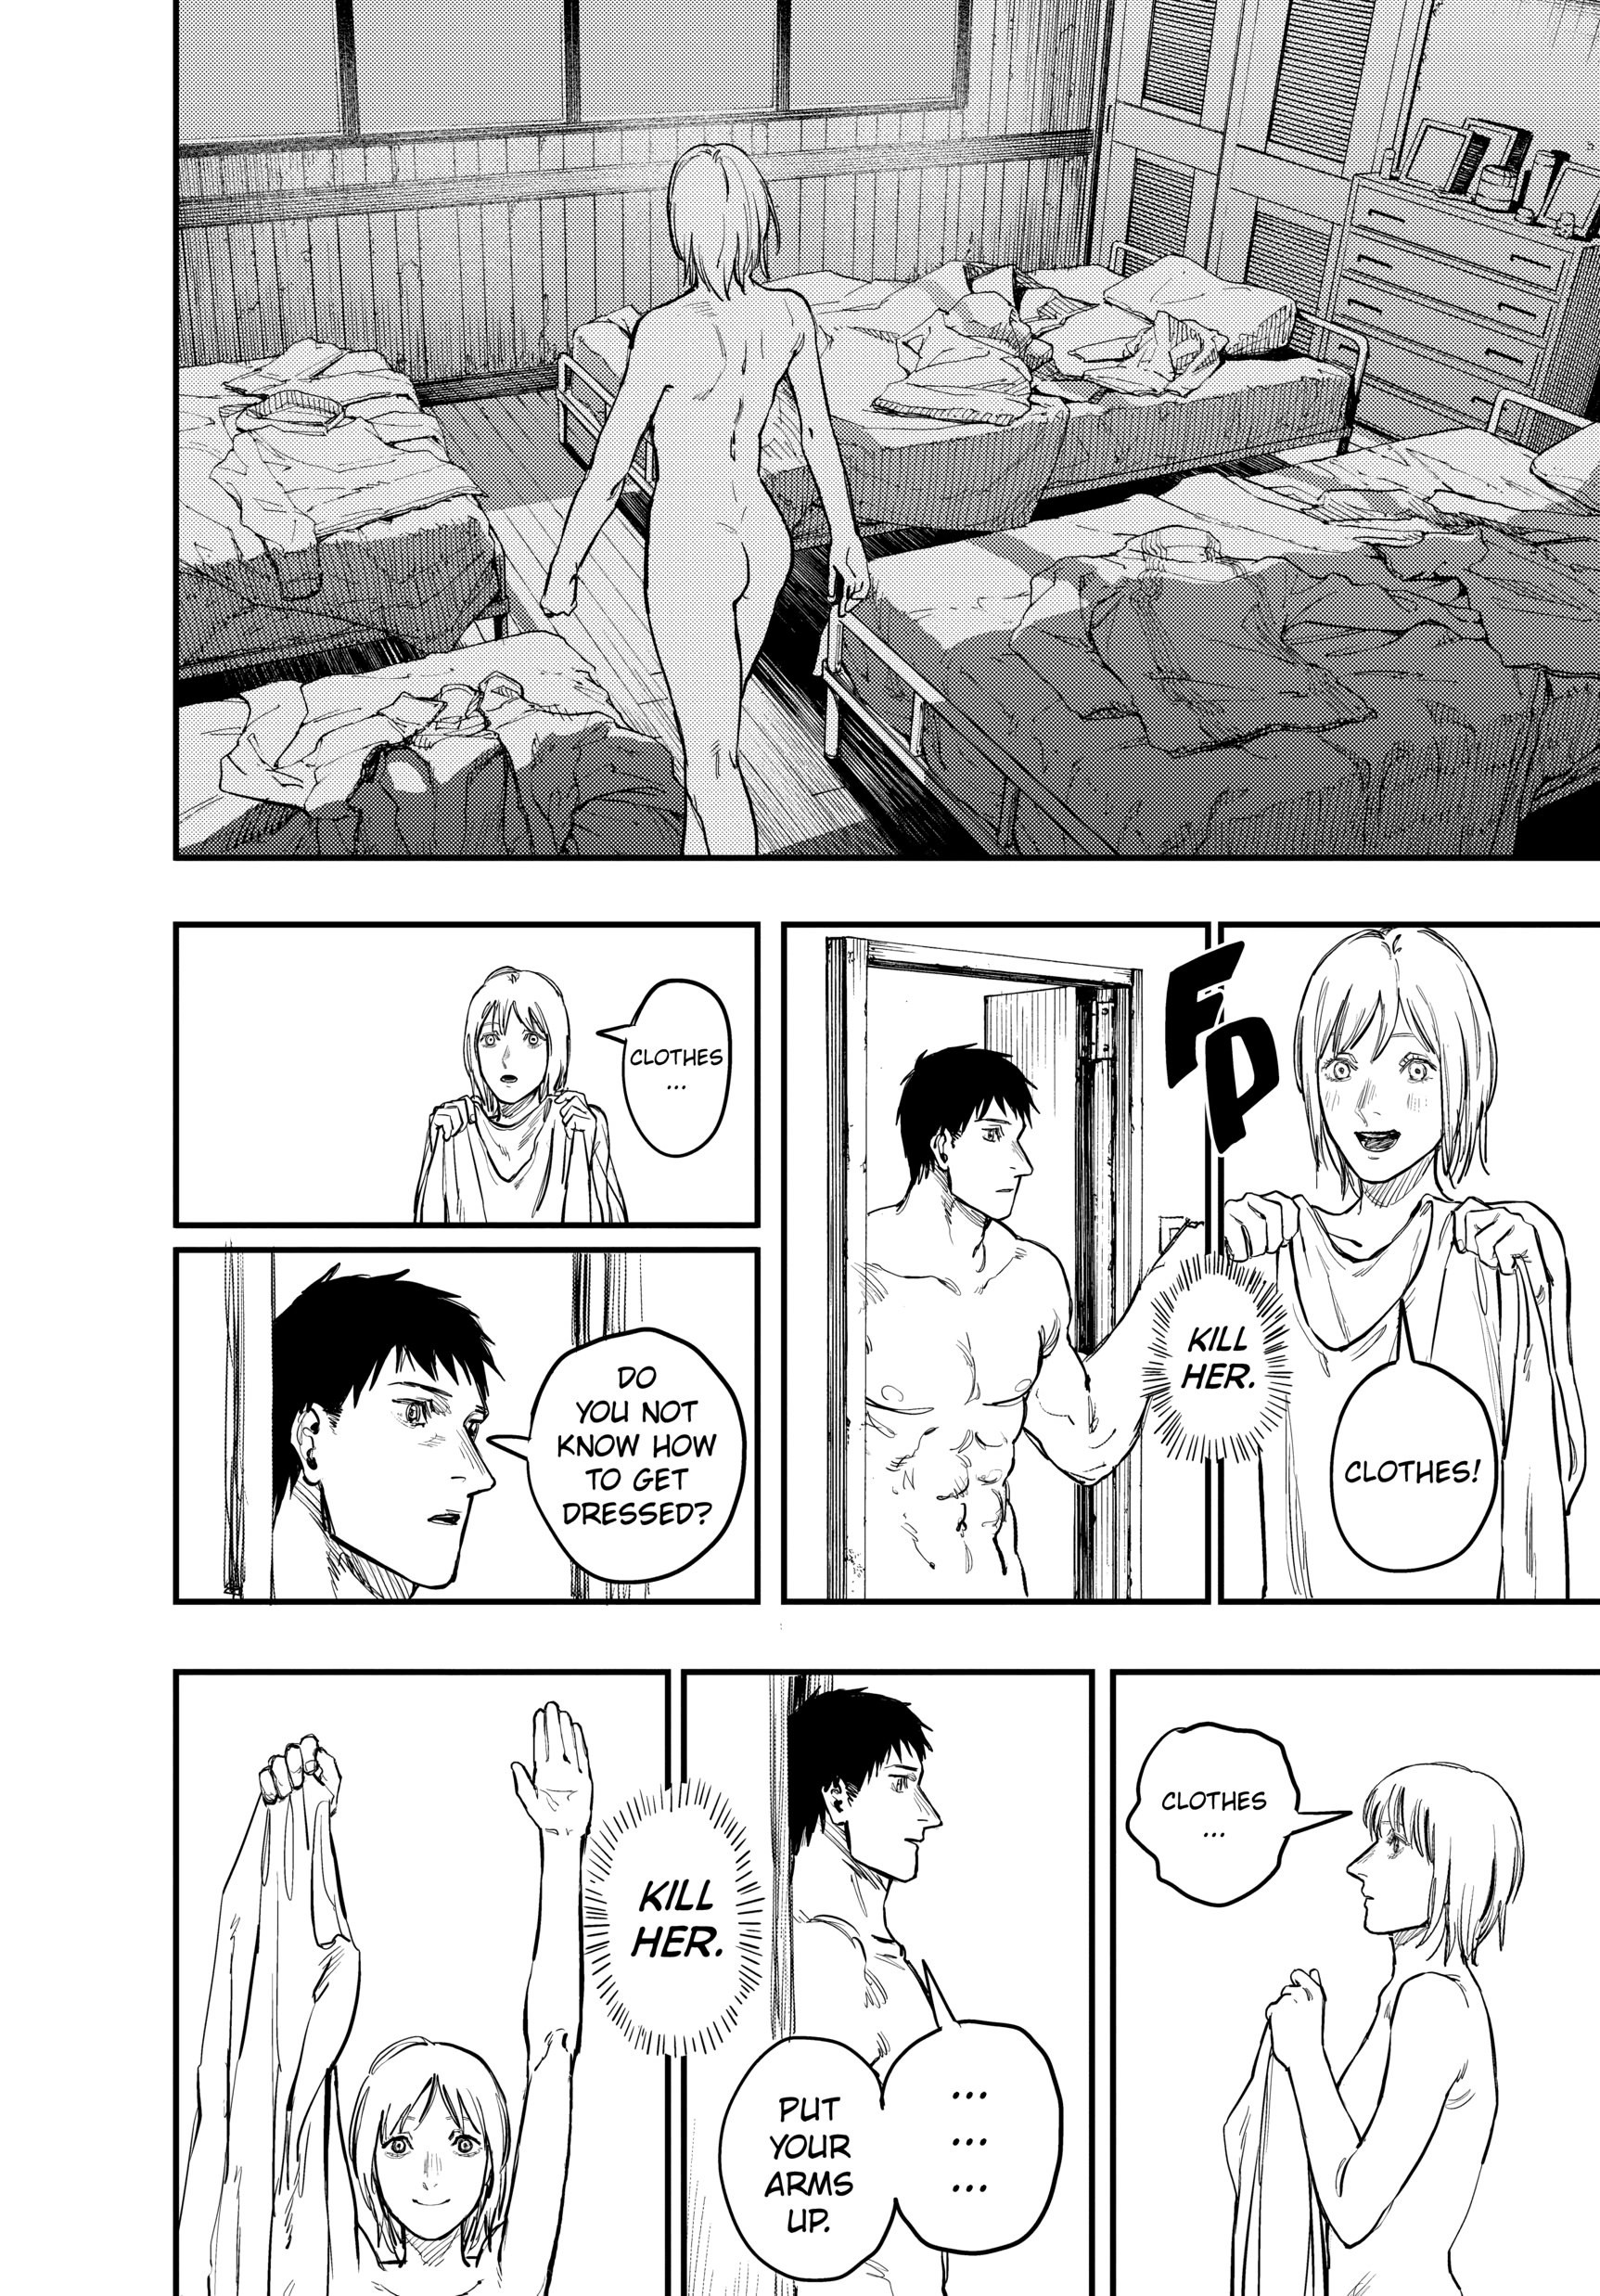 FP
CLOTHES!
KILL
HER.
CLOTHES
...
DO
YOU NOT
KNOW HOW
TO GET
DRESSED?
CLOTHES
...
...
...
...
PUT
YOUR
ARMS
UP.
KILL
HER.